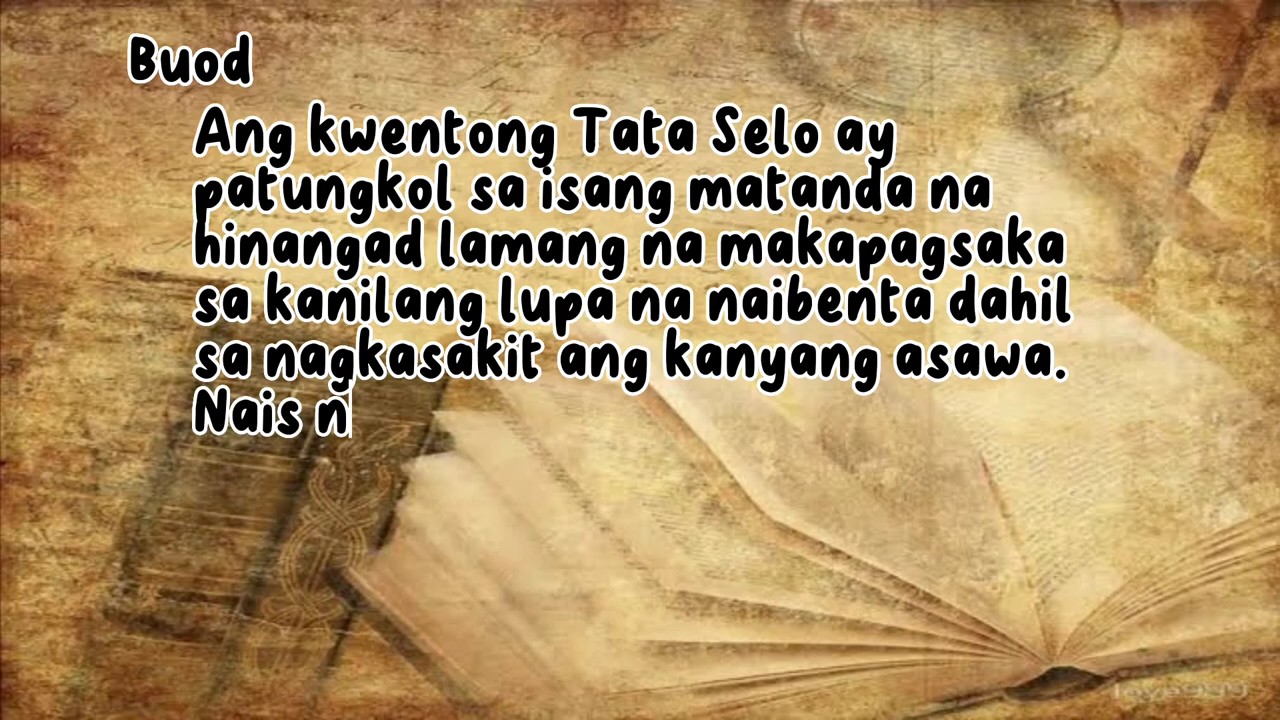 Buod
Ang kwentong Tata Selo ay
patungkol sa isang matanda na
hinangad lamang na makapagsaka
sa kanilang lupa na naibenta dahil
sa nagkasakit ang kanyang asawa.
Nais n